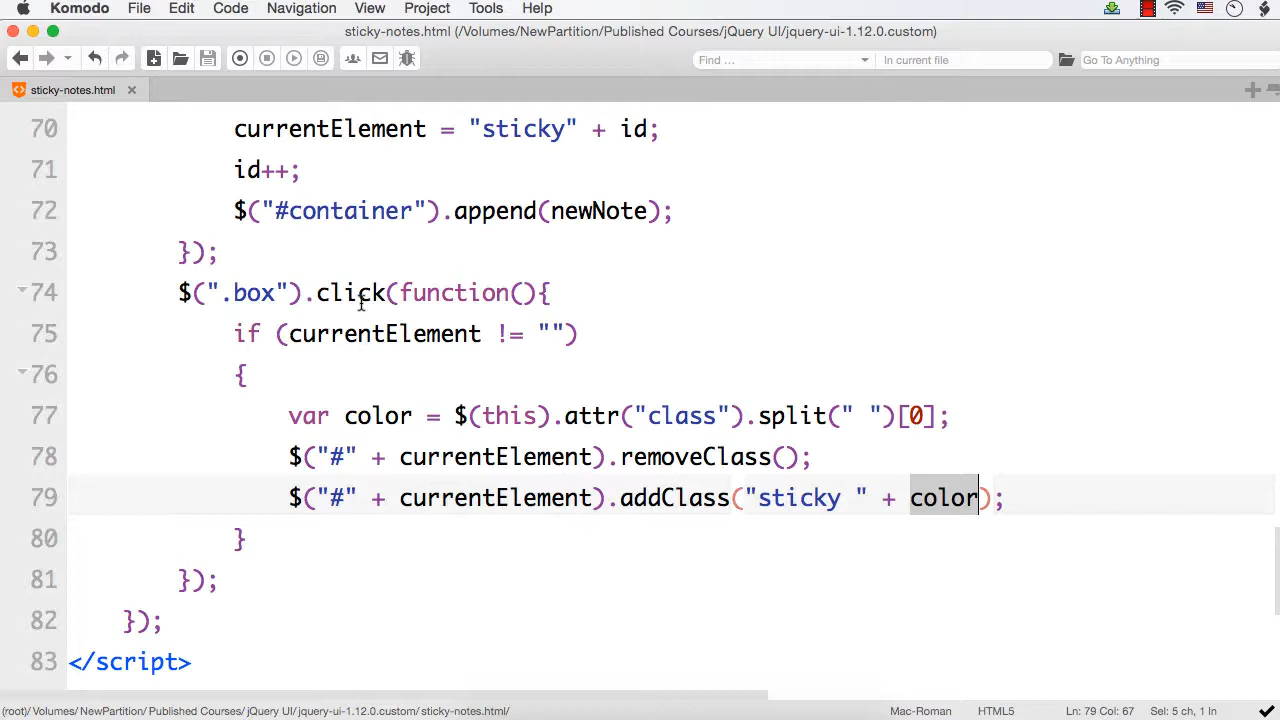 Komodo File Edit Code Navigation View Project Tools Help
sticky-notes.html (/Volumes/NewPartition/Published Courses/jQuery UI/jquery-ui-1.12.0.custom)
Find ... In current file Go To Anything
sticky-notes.html
70 currentElement = "sticky" + id;
71 id++;
72 $("#container").append(newNote);
73 });
74 $(".box").click(function(){
75 if (currentElement != "")
76 {
77 var color = $(this).attr("class").split(" ")[0];
78 $("#" + currentElement).removeClass();
79 $("#" + currentElement).addClass("sticky " + color);
80 }
81 });
82 });
83 </script>
(root)/Volumes/NewPartition/Published Courses/jQuery UI/jquery-ui-1.12.0.custom/sticky-notes.html/ Mac-Roman HTML5 Ln: 79 Col: 67 Sel: 5 ch, 1 ln